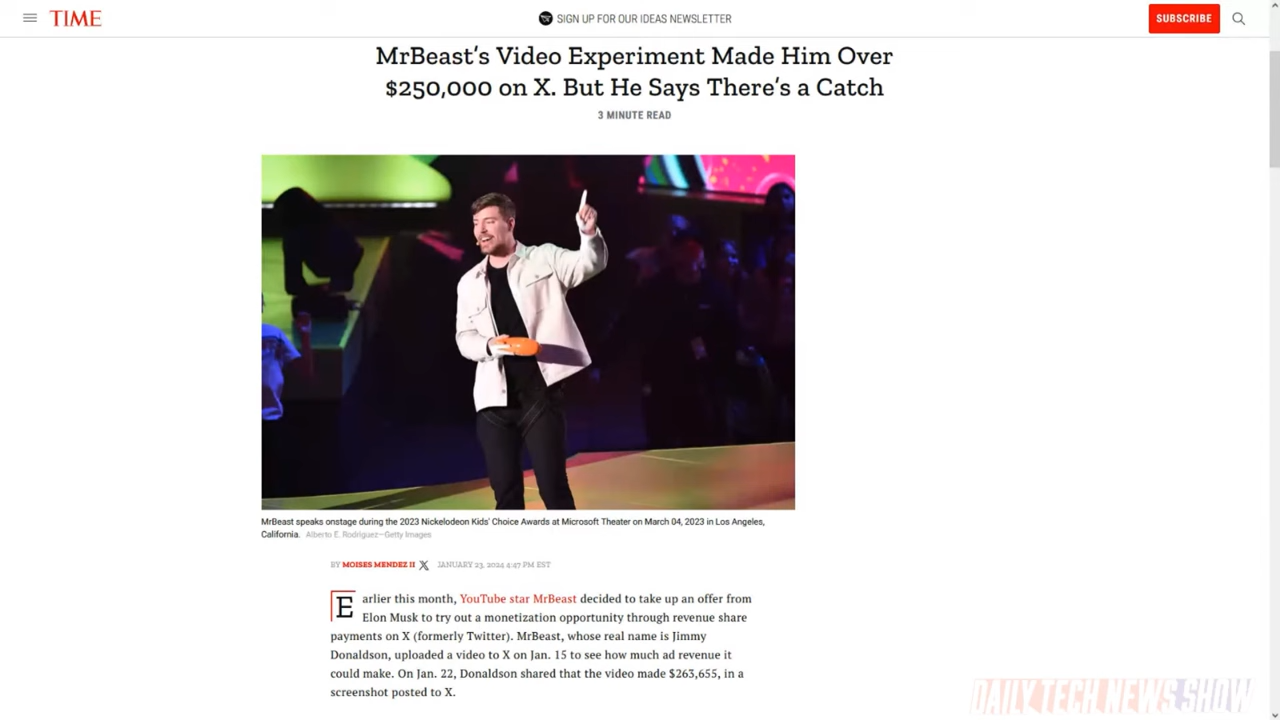 TIME
SIGN UP FOR OUR IDEAS NEWSLETTER
SUBSCRIBE
MrBeast's Video Experiment Made Him Over
$250,000 on X. But He Says There's a Catch
3 MINUTE READ
MrBeast speaks onstage during the 2023 Nickelodeon Kids' Choice Awards at Microsoft Theater on March 04, 2023 in Los Angeles,
California. Alberto E. Rodriguez—Getty Images
BY MOISES MENDEZ II X JANUARY 23, 2024 4:47 PM EST
Earlier this month, YouTube star MrBeast decided to take up an offer from
Elon Musk to try out a monetization opportunity through revenue share
payments on X (formerly Twitter). MrBeast, whose real name is Jimmy
Donaldson, uploaded a video to X on Jan. 15 to see how much ad revenue it
could make. On Jan. 22, Donaldson shared that the video made $263,655, in a
screenshot posted to X.
DAILY TECH NEWS SHOW